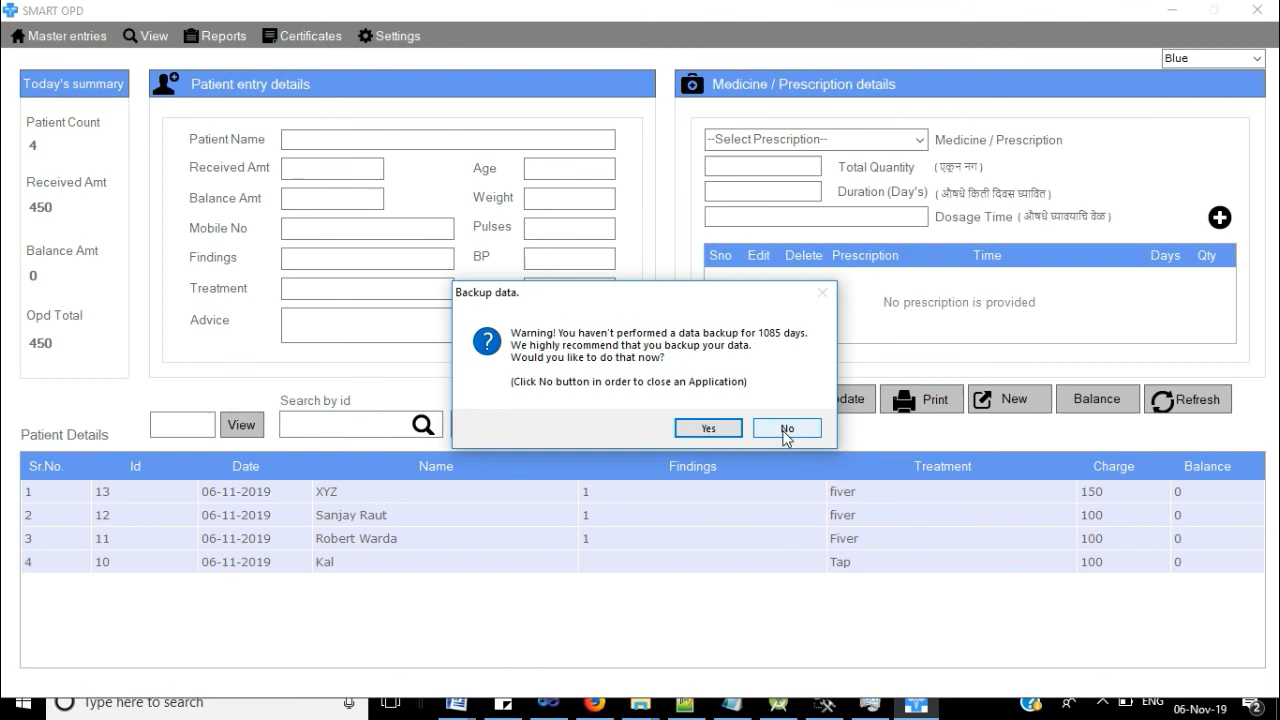 SMART OPD
Master entries View Reports Certificates Settings
Blue
Today's summary
Patient Count
4
Received Amt
450
Balance Amt
0
Opd Total
450
Patient entry details
Patient Name
Received Amt Age
Balance Amt Weight
Mobile No Pulses
Findings BP
Treatment
Advice
Medicine / Prescription details
--Select Prescription-- Medicine / Prescription
Total Quantity (एकून नग)
Duration (Day's) (औषधे किती दिवस घ्यावित)
Dosage Time (औषधे घ्यावयाचि वेळ)
Sno Edit Delete Prescription Time Days Qty
No prescription is provided
Backup data.
Warning! You haven't performed a data backup for 1085 days.
We highly recommend that you backup your data.
Would you like to do that now?
(Click No button in order to close an Application)
Yes No
Search by id
View
date Print New Balance Refresh
Patient Details
Sr.No. Id Date Name Findings Treatment Charge Balance
1 13 06-11-2019 XYZ 1 fiver 150 0
2 12 06-11-2019 Sanjay Raut 1 fiver 100 0
3 11 06-11-2019 Robert Warda 1 Fiver 100 0
4 10 06-11-2019 Kal Tap 100 0
Type here to search
ENG
06-Nov-19
2